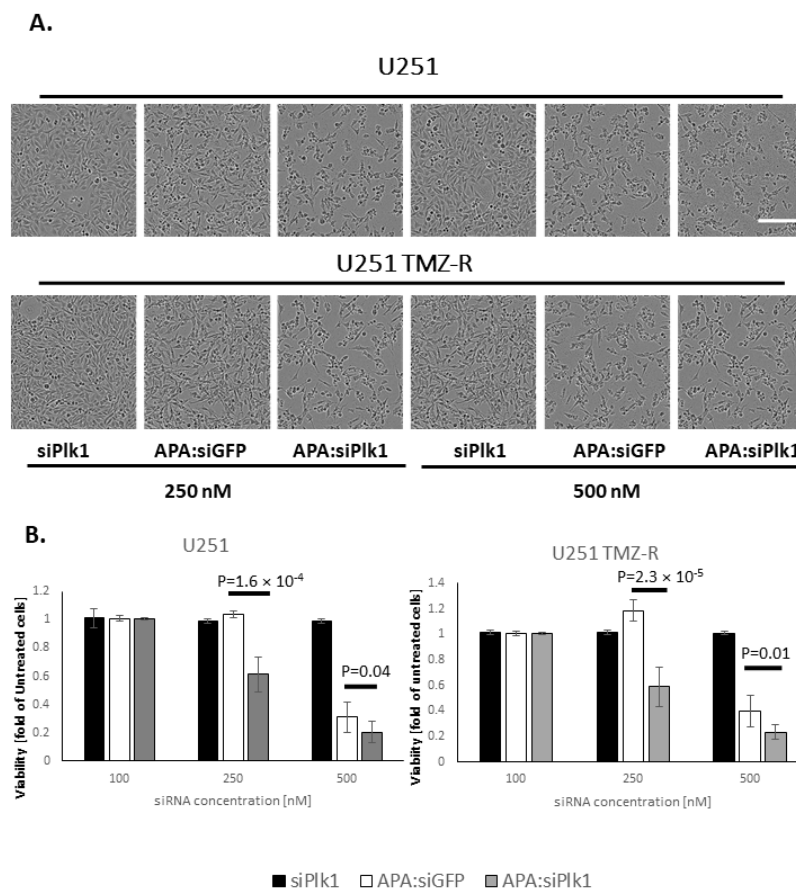 A.
U251
U251 TMZ-R
siPlk1 APA:siGFP APA:siPlk1 siPlk1 APA:siGFP APA:siPlk1
250 nM 500 nM
B.
U251
Viability [fold of Untreated cells]
1.2
1
0.8
0.6
0.4
0.2
0
P=1.6 × 10⁻⁴
P=0.04
100 250 500
siRNA concentration [nM]
U251 TMZ-R
Viability [fold of untreated cells]
1.4
1.2
1
0.8
0.6
0.4
0.2
0
P=2.3 × 10⁻⁵
P=0.01
100 250 500
siRNA concentration [nM]
siPlk1 APA:siGFP APA:siPlk1